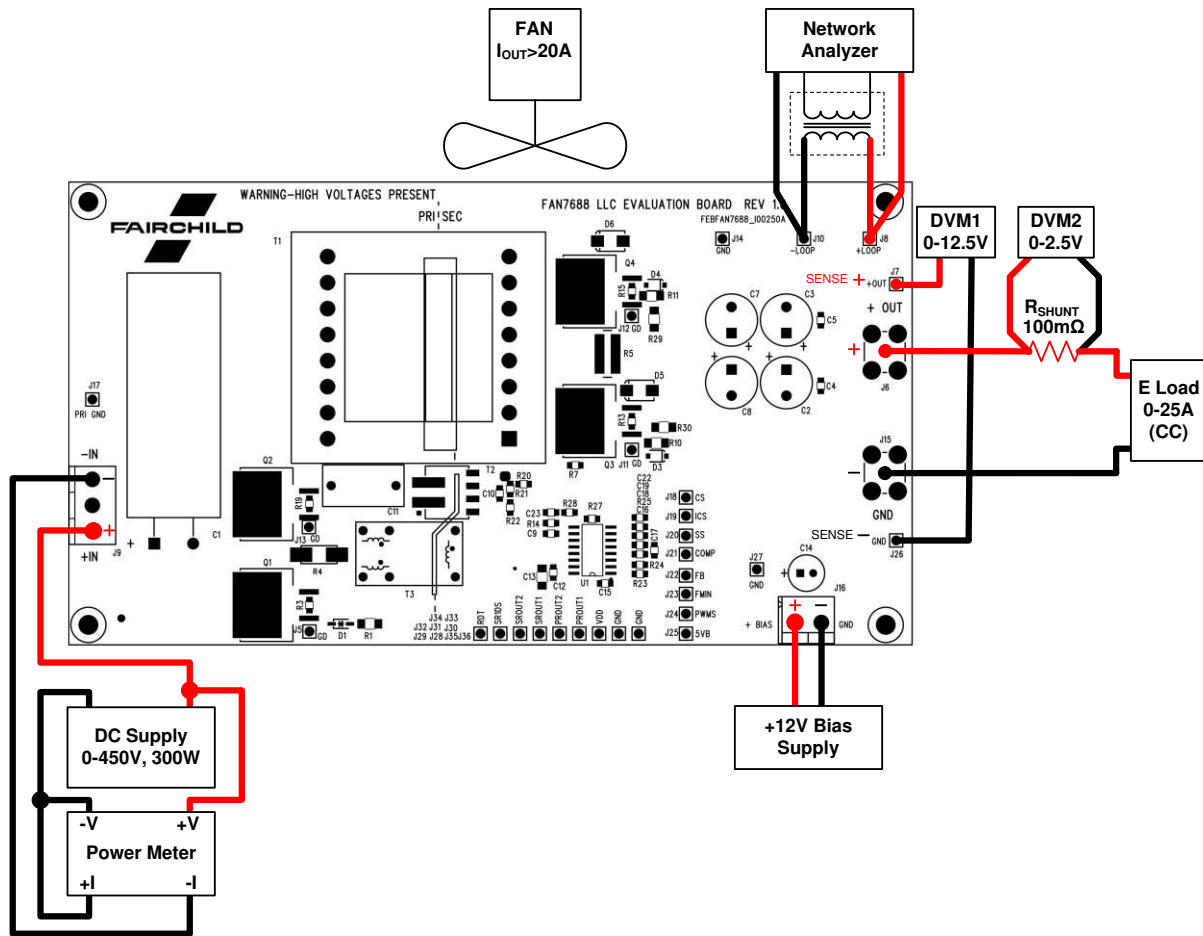 FAN
IOUT>20A
Network
Analyzer
WARNING-HIGH VOLTAGES PRESENT
PRI SEC
FAN7688 LLC EVALUATION BOARD REV 1.
FEBFAN7688_I00250A
FAIRCHILD
DVM1
0-12.5V
DVM2
0-2.5V
T1
D6
J14
GND
J10
-LOOP
J8
+LOOP
J7
SENSE +
+OUT
Q4
D4
R15
R11
J12
GD
R29
C7
C3
C5
+ OUT
RSHUNT
100mΩ
R5
+
+
+
+
+
J6
D5
C4
C8
C2
E Load
0-25A
(CC)
J17
PRI GND
R13
R30
R10
D3
J11
GD
Q3
R7
J15
-
GND
SENSE -
GND
J26
-IN
-
+
+IN
J9
+
C1
Q2
R19
J13
GD
R4
C11
T2
C10
R20
R21
R22
C23
R28
R14
C9
R27
C22
C19
C18
R25
C16
C17
R24
R23
U1
C15
C13
C12
J18
CS
J19
ICS
J20
SS
J21
COMP
J22
FB
J23
FMIN
J24
PWMS
J25
5VB
J27
GND
C14
+
J16
+ BIAS
+
-
GND
Q1
R3
J5
GD
D1
R1
T3
J34 J33
J32 J31 J30
J29 J28 J35J36
RDT
SR1DS
SROUT2
SROUT1
PROUT2
PROUT1
VDD
GND
GND
+12V Bias
Supply
DC Supply
0-450V, 300W
-V
+V
Power Meter
+I
-I